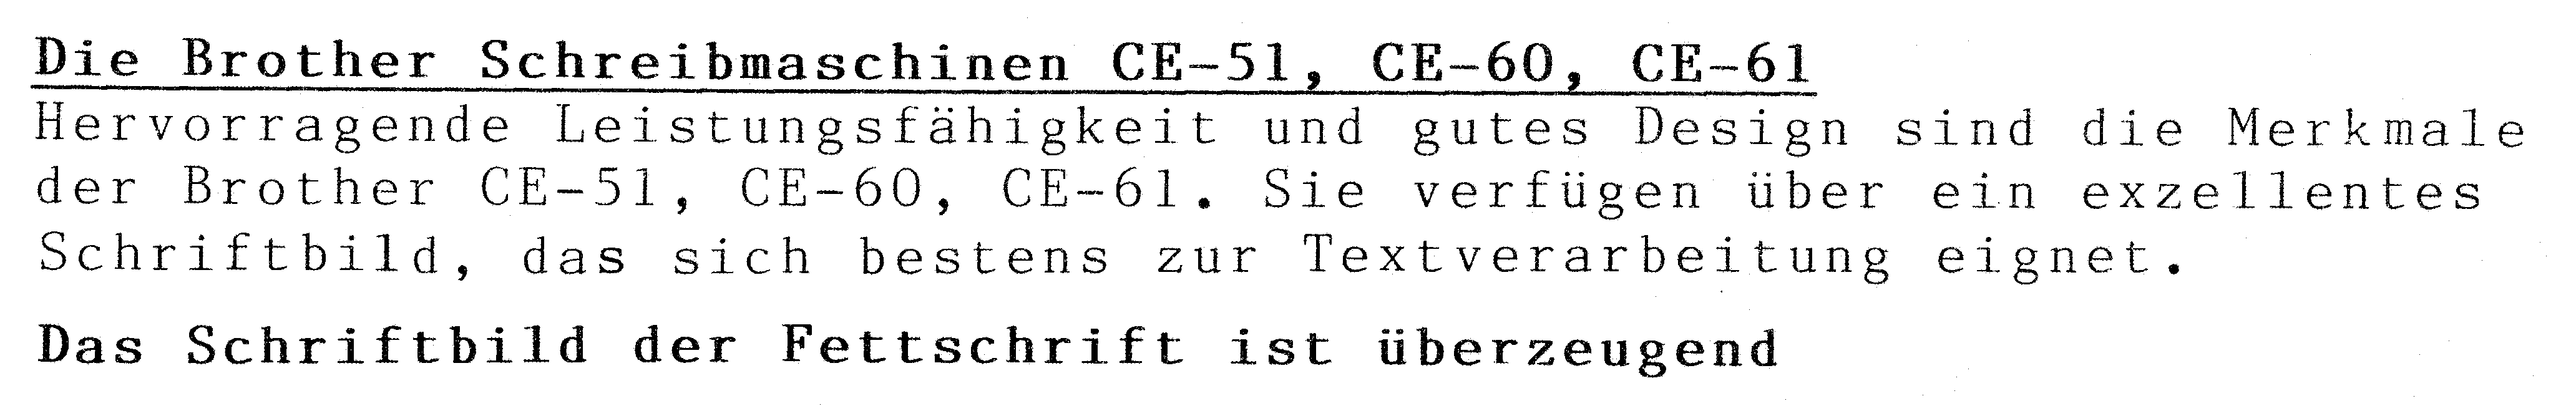 Die Brother Schreibmaschinen CE-51, CE-60, CE-61
Hervorragende Leistungsfähigkeit und gutes Design sind die Merkmale
der Brother CE-51, CE-60, CE-61. Sie verfügen über ein exzellentes
Schriftbild, das sich bestens zur Textverarbeitung eignet.
Das Schriftbild der Fettschrift ist überzeugend